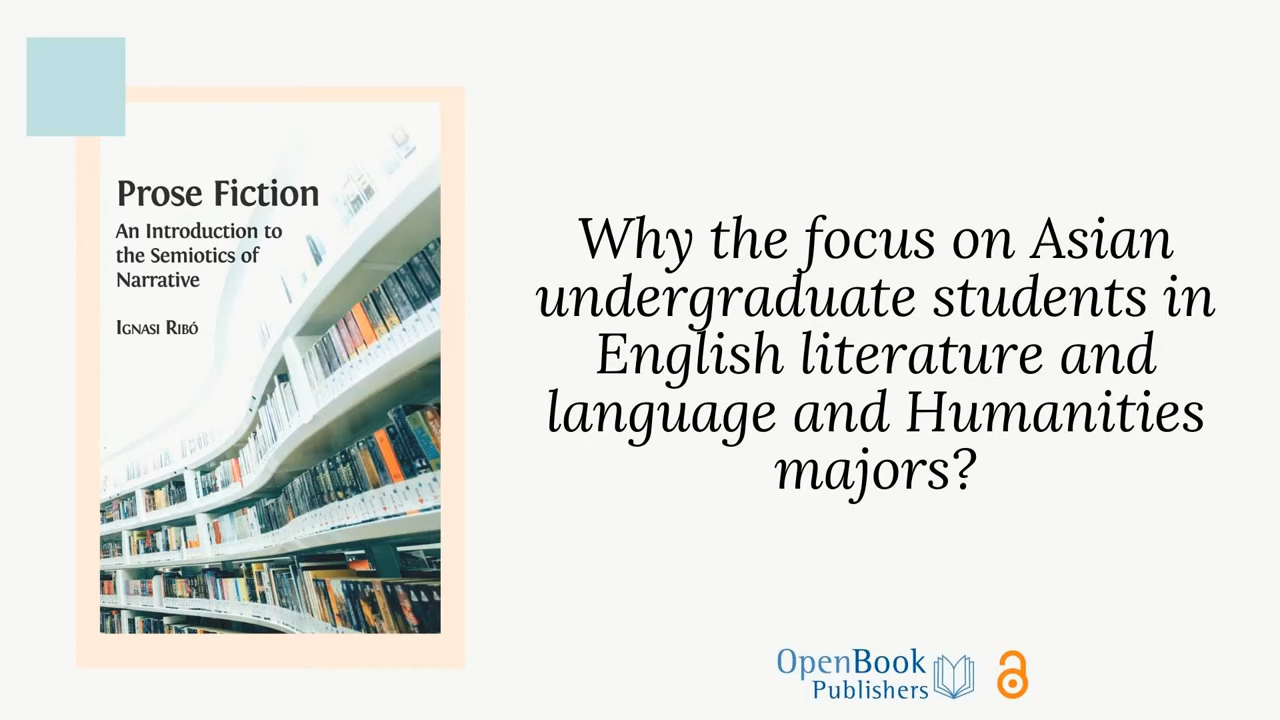 Prose Fiction
An Introduction to
the Semiotics of
Narrative
IGNASI RIBÓ
Why the focus on Asian
undergraduate students in
English literature and
language and Humanities
majors?
OpenBook
Publishers